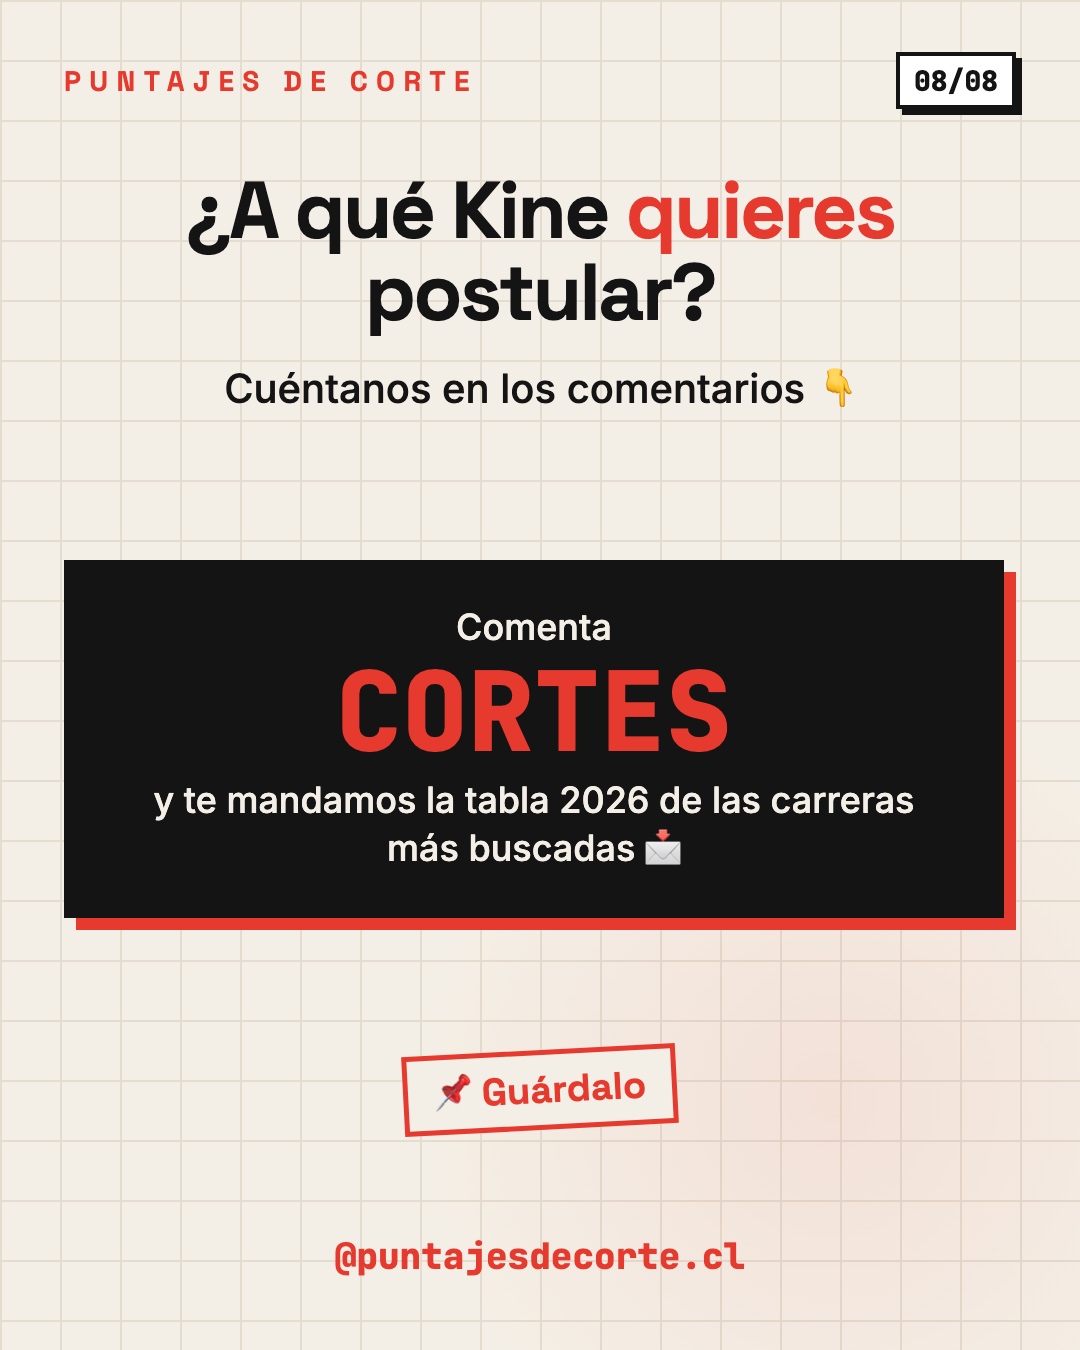 PUNTAJES DE CORTE
08/08
¿A qué Kine quieres
postular?
Cuéntanos en los comentarios 👇
Comenta
CORTES
y te mandamos la tabla 2026 de las carreras
más buscadas 📩
📌 Guárdalo
@puntajesdecorte.cl